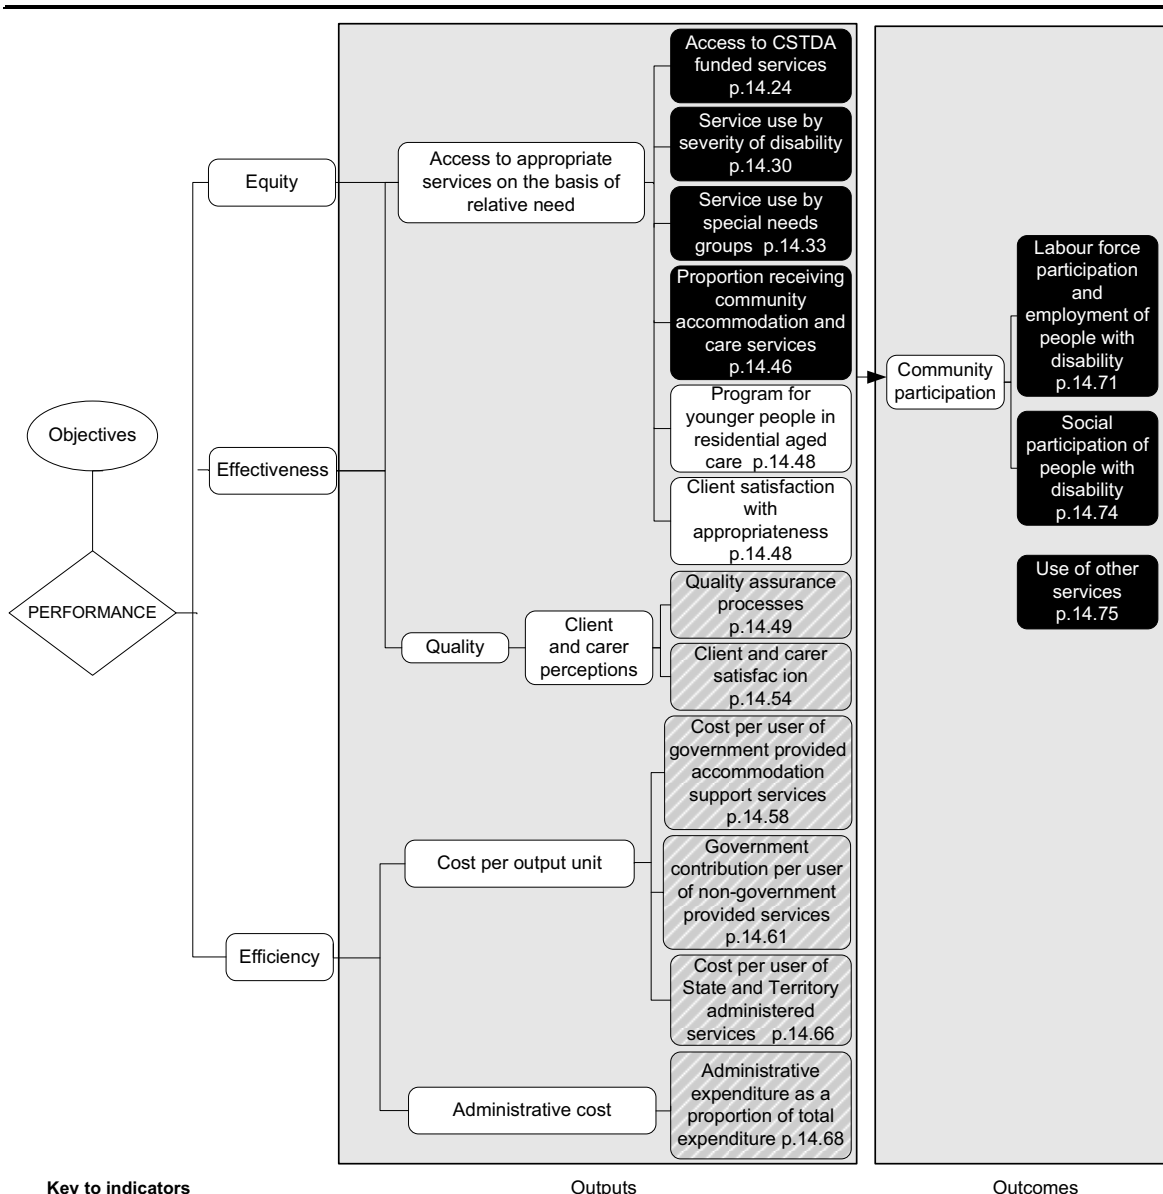 Objectives
PERFORMANCE
Equity
Effectiveness
Efficiency
Access to appropriate
services on the basis of
relative need
Quality
Client
and carer
perceptions
Cost per output unit
Administrative cost
Access to CSTDA
funded services
p.14.24
Service use by
severity of disability
p.14.30
Service use by
special needs
groups p.14.33
Proportion receiving
community
accommodation and
care services
p.14.46
Program for
younger people in
residential aged
care p.14.48
Client satisfaction
with
appropriateness
p.14.48
Quality assurance
processes
p.14.49
Client and carer
satisfac ion
p.14.54
Cost per user of
government provided
accommodation
support services
p.14.58
Government
contribution per user
of non-government
provided services
p.14.61
Cost per user of
State and Territory
administered
services p.14.66
Administrative
expenditure as a
proportion of total
expenditure p.14.68
Community
participation
Labour force
participation
and
employment of
people with
disability
p.14.71
Social
participation of
people with
disability
p.14.74
Use of other
services
p.14.75
Key to indicators
Outputs
Outcomes